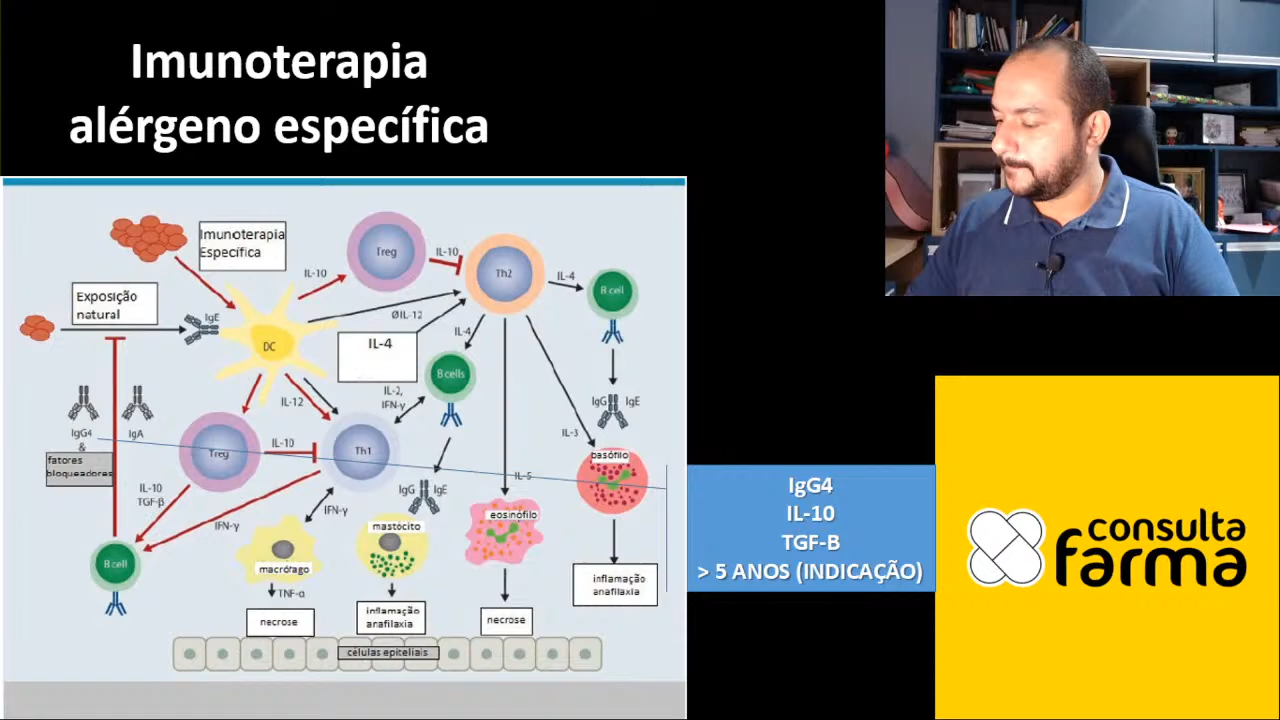 Imunoterapia
alérgeno específica
Imunoterapia
Específica
Treg
IL-10
Th2
IL-4
B cell
IL-10
Exposição
natural
IgE
DC
ØIL-12
IL-4
IL-4
B cells
IL-2,
IFN-γ
IL-12
IgG
IgE
IgG4
&
IgA
fatores
bloqueadores
Treg
IL-10
Th1
IL-3
basófilo
IL-5
IL-10
TGF-β
IFN-γ
IFN-γ
IgG
IgE
mastócito
eosinófilo
B cell
macrófago
TNF-α
inflamação
anafilaxia
necrose
inflamação
anafilaxia
necrose
células epiteliais
IgG4
IL-10
TGF-B
> 5 ANOS (INDICAÇÃO)
consulta
farma